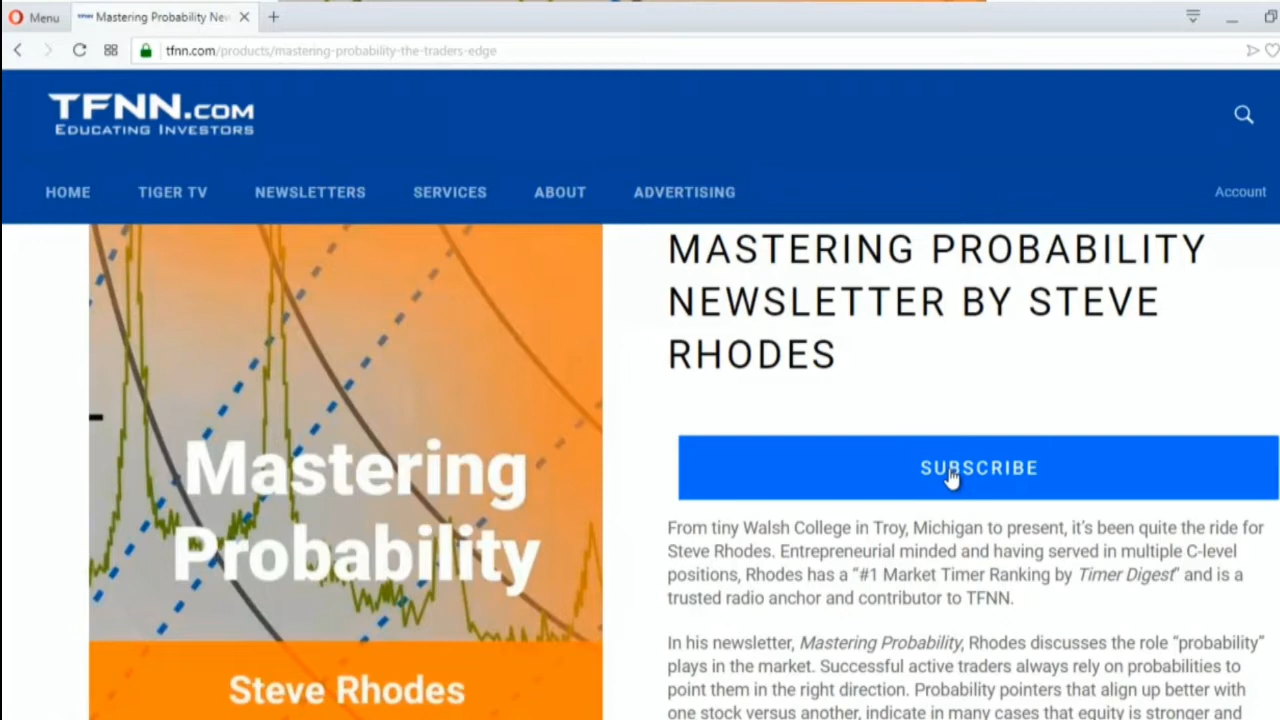 Menu
Mastering Probability New
tfnn.com/products/mastering-probability-the-traders-edge
TFNN.COM
EDUCATING INVESTORS
HOME
TIGER TV
NEWSLETTERS
SERVICES
ABOUT
ADVERTISING
Account
Mastering
Probability
Steve Rhodes
MASTERING PROBABILITY
NEWSLETTER BY STEVE
RHODES
SUBSCRIBE
From tiny Walsh College in Troy, Michigan to present, it’s been quite the ride for
Steve Rhodes. Entrepreneurial minded and having served in multiple C-level
positions, Rhodes has a “#1 Market Timer Ranking by Timer Digest” and is a
trusted radio anchor and contributor to TFNN.
In his newsletter, Mastering Probability, Rhodes discusses the role “probability”
plays in the market. Successful active traders always rely on probabilities to
point them in the right direction. Probability pointers that align up better with
one stock versus another, indicate in many cases that equity is stronger and